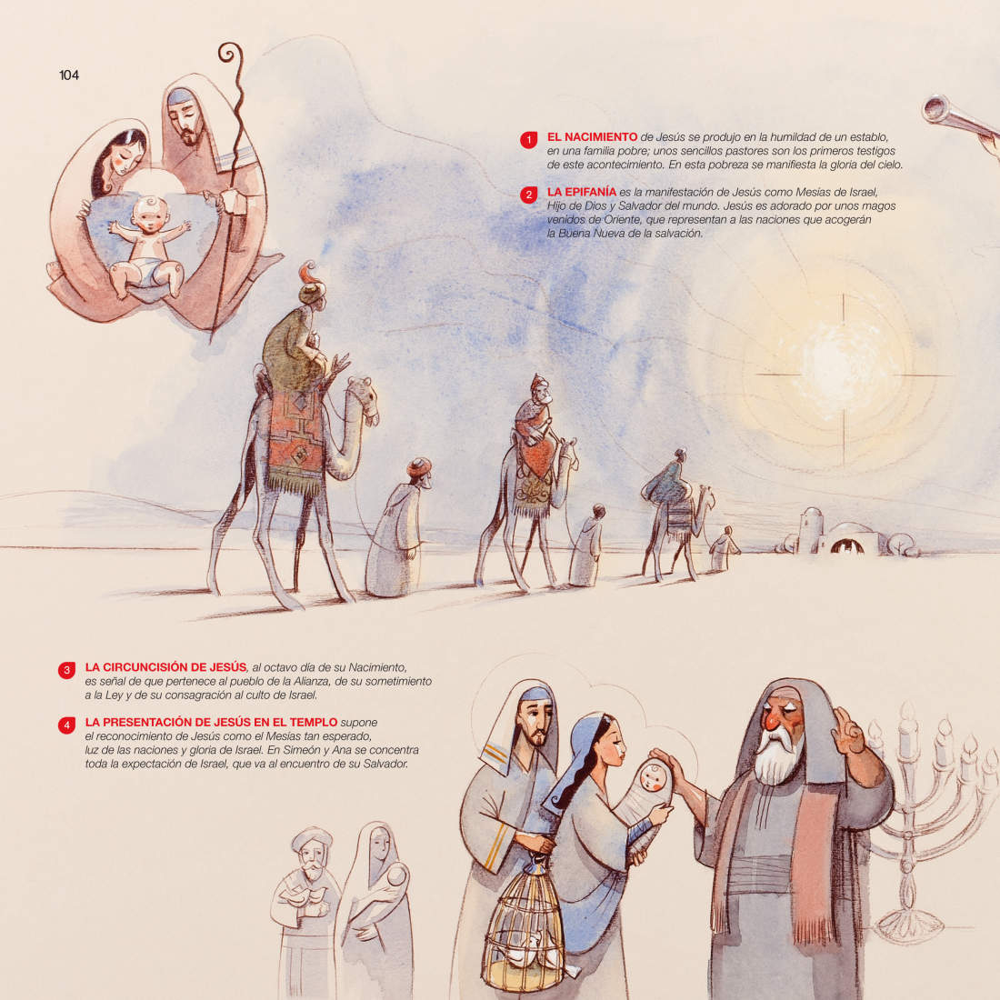 104
1 EL NACIMIENTO de Jesús se produjo en la humildad de un establo,
en una familia pobre; unos sencillos pastores son los primeros testigos
de este acontecimiento. En esta pobreza se manifiesta la gloria del cielo.
2 LA EPIFANÍA es la manifestación de Jesús como Mesías de Israel,
Hijo de Dios y Salvador del mundo. Jesús es adorado por unos magos
venidos de Oriente, que representan a las naciones que acogerán
la Buena Nueva de la salvación.
3 LA CIRCUNCISIÓN DE JESÚS, al octavo día de su Nacimiento,
es señal de que pertenece al pueblo de la Alianza, de su sometimiento
a la Ley y de su consagración al culto de Israel.
4 LA PRESENTACIÓN DE JESÚS EN EL TEMPLO supone
el reconocimiento de Jesús como el Mesías tan esperado,
luz de las naciones y gloria de Israel. En Simeón y Ana se concentra
toda la expectación de Israel, que va al encuentro de su Salvador.